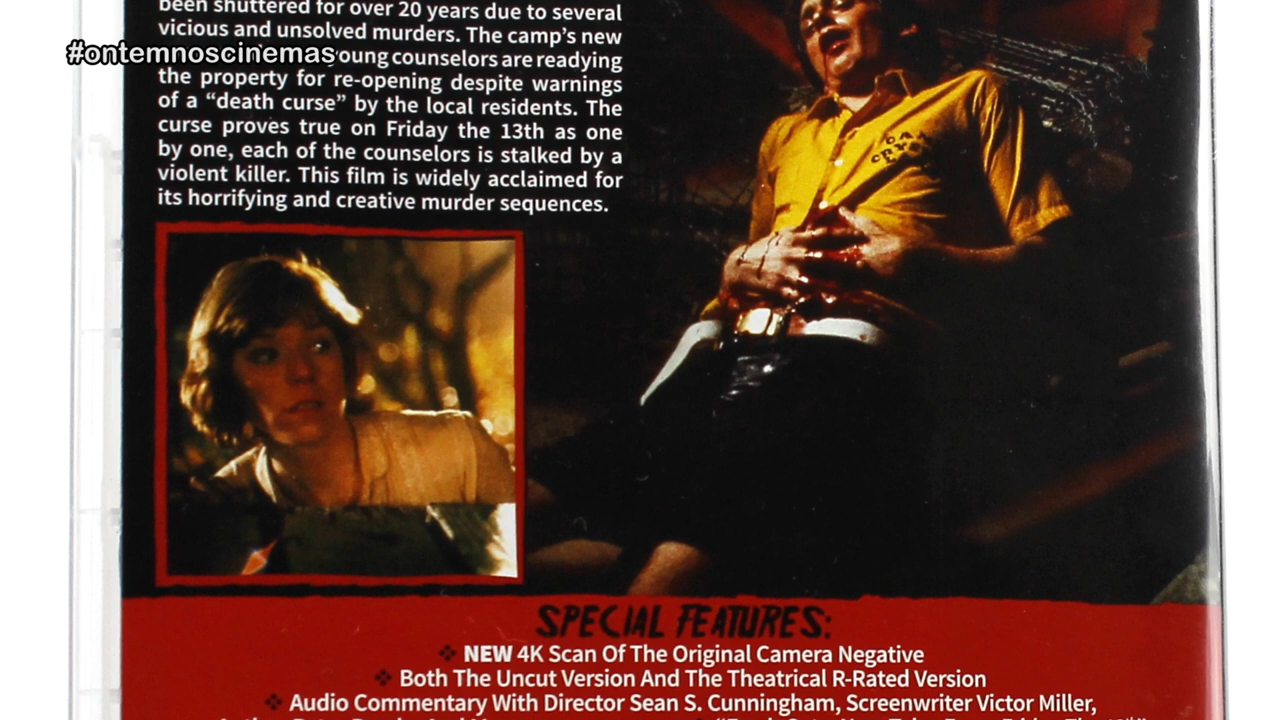 been shuttered for over 20 years due to several
vicious and unsolved murders. The camp's new
#ontemnoscinemas
young counselors are readying
the property for re-opening despite warnings
of a “death curse” by the local residents. The
curse proves true on Friday the 13th as one
by one, each of the counselors is stalked by a
violent killer. This film is widely acclaimed for
its horrifying and creative murder sequences.
SPECIAL FEATURES:
❖ NEW 4K Scan Of The Original Camera Negative
❖ Both The Uncut Version And The Theatrical R-Rated Version
❖ Audio Commentary With Director Sean S. Cunningham, Screenwriter Victor Miller,